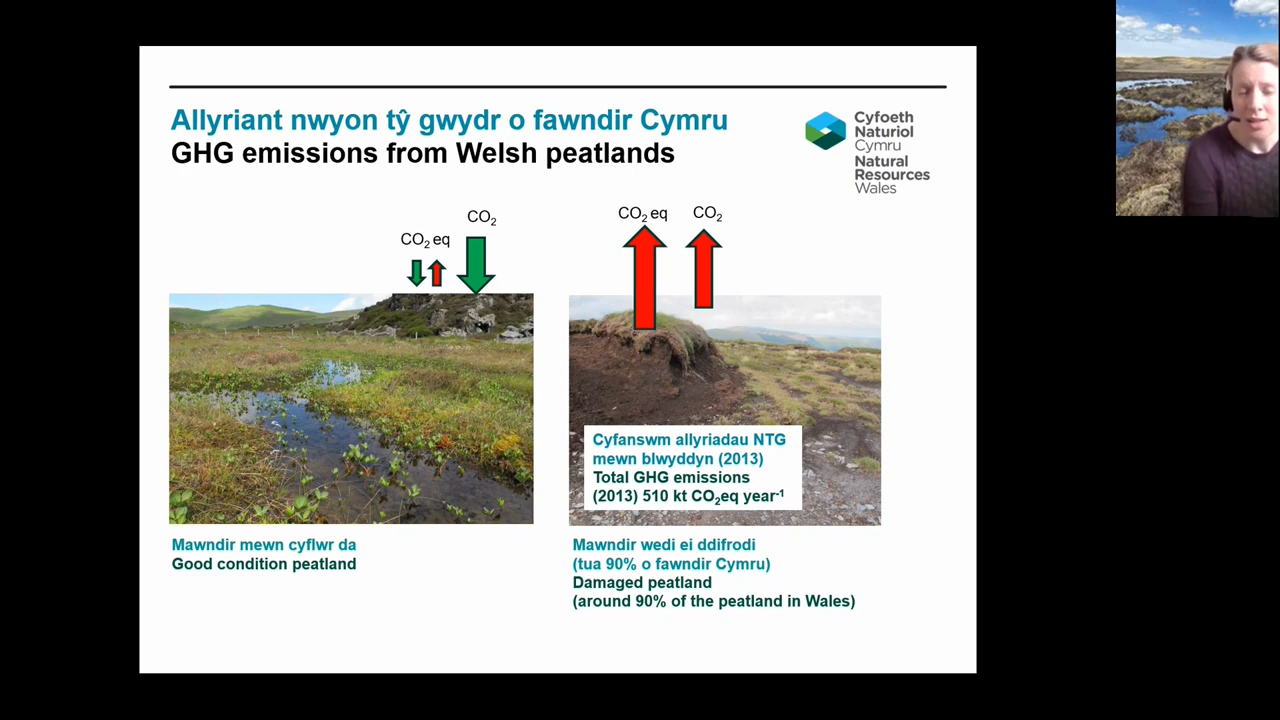 Allyriant nwyon tŷ gwydr o fawndir Cymru
GHG emissions from Welsh peatlands
Cyfoeth
Naturiol
Cymru
Natural
Resources
Wales
CO₂
CO₂ eq
CO₂ eq
CO₂
Cyfanswm allyriadau NTG
mewn blwyddyn (2013)
Total GHG emissions
(2013) 510 kt CO₂eq year⁻¹
Mawndir mewn cyflwr da
Good condition peatland
Mawndir wedi ei ddifrodi
(tua 90% o fawndir Cymru)
Damaged peatland
(around 90% of the peatland in Wales)